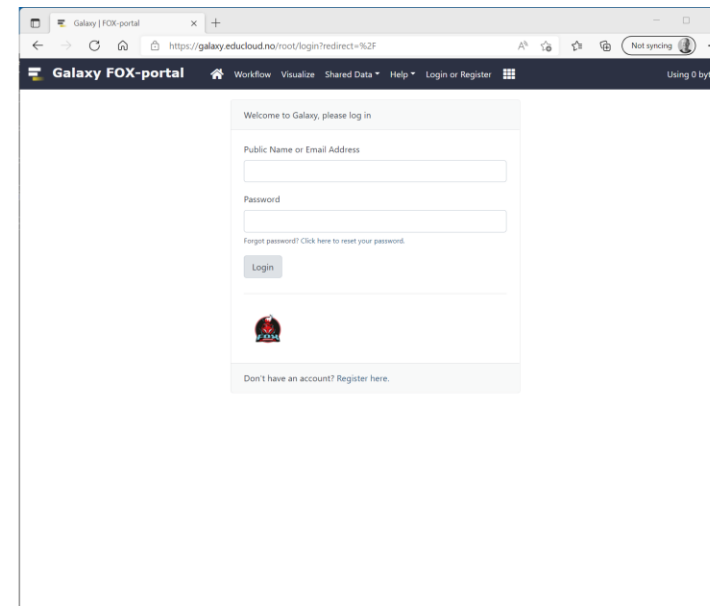 Galaxy | FOX-portal
https://galaxy.educloud.no/root/login?redirect=%2F
Not syncing
Galaxy FOX-portal
Workflow Visualize Shared Data Help Login or Register
Using 0 byt
Welcome to Galaxy, please log in
Public Name or Email Address
Password
Forgot password? Click here to reset your password.
Login
FOX
Don't have an account? Register here.